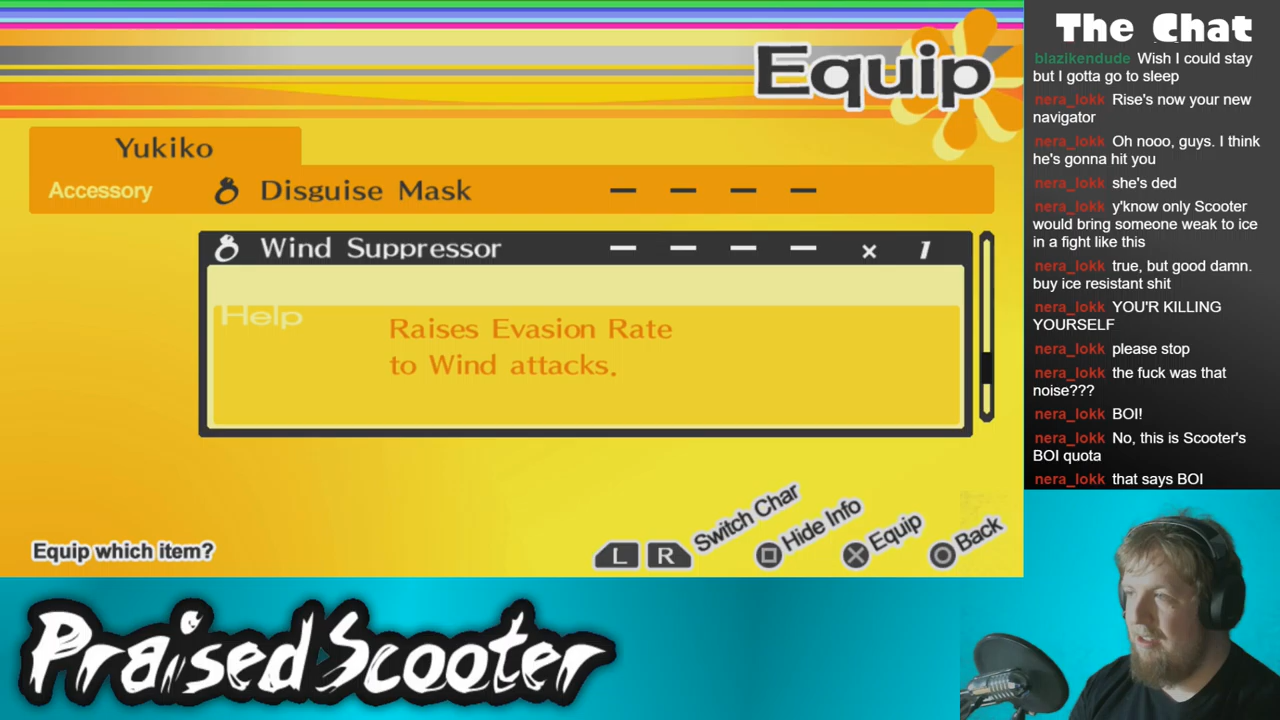 Equip
Yukiko
Accessory Disguise Mask — — — —
Wind Suppressor — — — — × 1
Help
Raises Evasion Rate
to Wind attacks.
Equip which item?
L R Switch Char Hide Info Equip Back
PraisedScooter
The Chat
blazikendude Wish I could stay
but I gotta go to sleep
nera_lokk Rise's now your new
navigator
nera_lokk Oh nooo, guys. I think
he's gonna hit you
nera_lokk she's ded
nera_lokk y'know only Scooter
would bring someone weak to ice
in a fight like this
nera_lokk true, but good damn.
buy ice resistant shit
nera_lokk YOU'R KILLING
YOURSELF
nera_lokk please stop
nera_lokk the fuck was that
noise???
nera_lokk BOI!
nera_lokk No, this is Scooter's
BOI quota
nera_lokk that says BOI